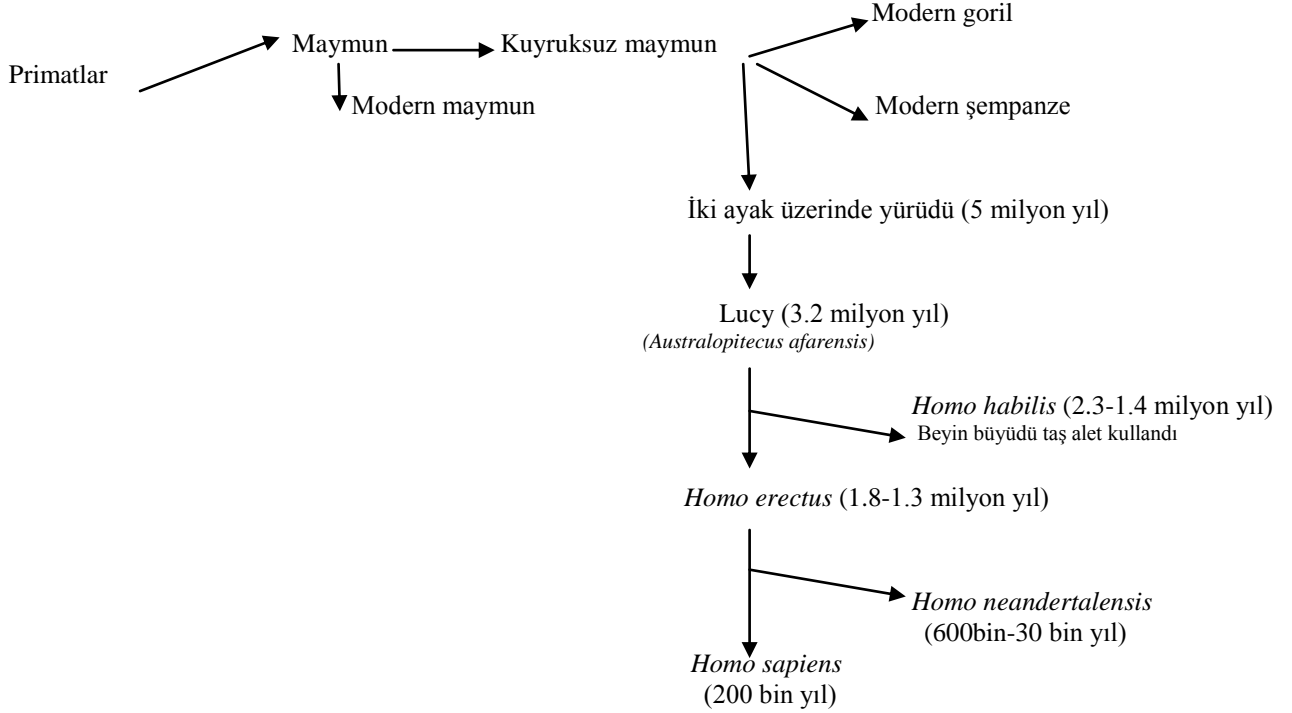 Modern goril
Maymun
Kuyruksuz maymun
Primatlar
Modern maymun
Modern şempanze
İki ayak üzerinde yürüdü (5 milyon yıl)
Lucy (3.2 milyon yıl)
(Australopitecus afarensis)
Homo habilis (2.3-1.4 milyon yıl)
Beyin büyüdü taş alet kullandı
Homo erectus (1.8-1.3 milyon yıl)
Homo neandertalensis
(600bin-30 bin yıl)
Homo sapiens
(200 bin yıl)